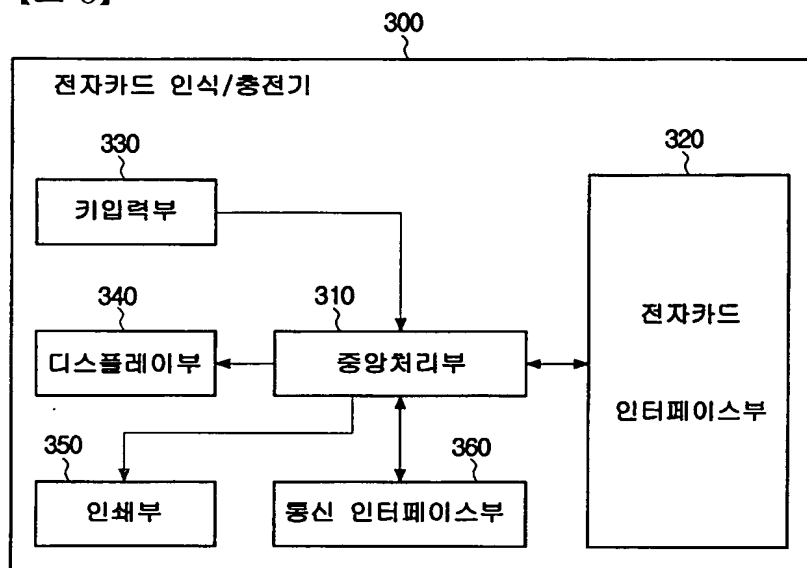 300
전자카드 인식/충전기
330
320
키입력부
340
310
전자카드
디스플레이부
중앙처리부
인터페이스부
350
360
인쇄부
통신 인터페이스부